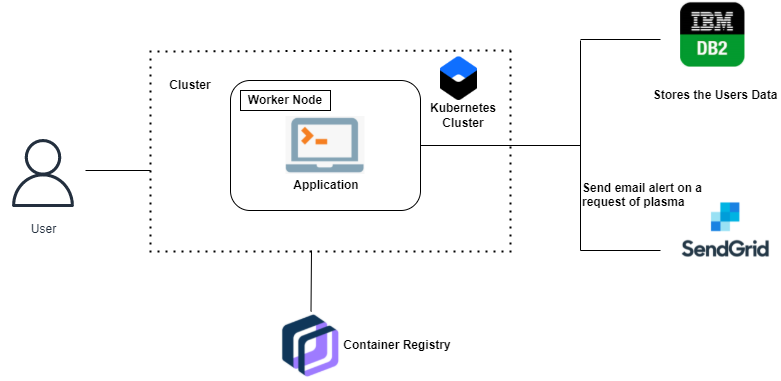 IBM
DB2
Cluster
Worker Node
Kubernetes
Cluster
Stores the Users Data
Application
Send email alert on a
request of plasma
User
SendGrid
Container Registry